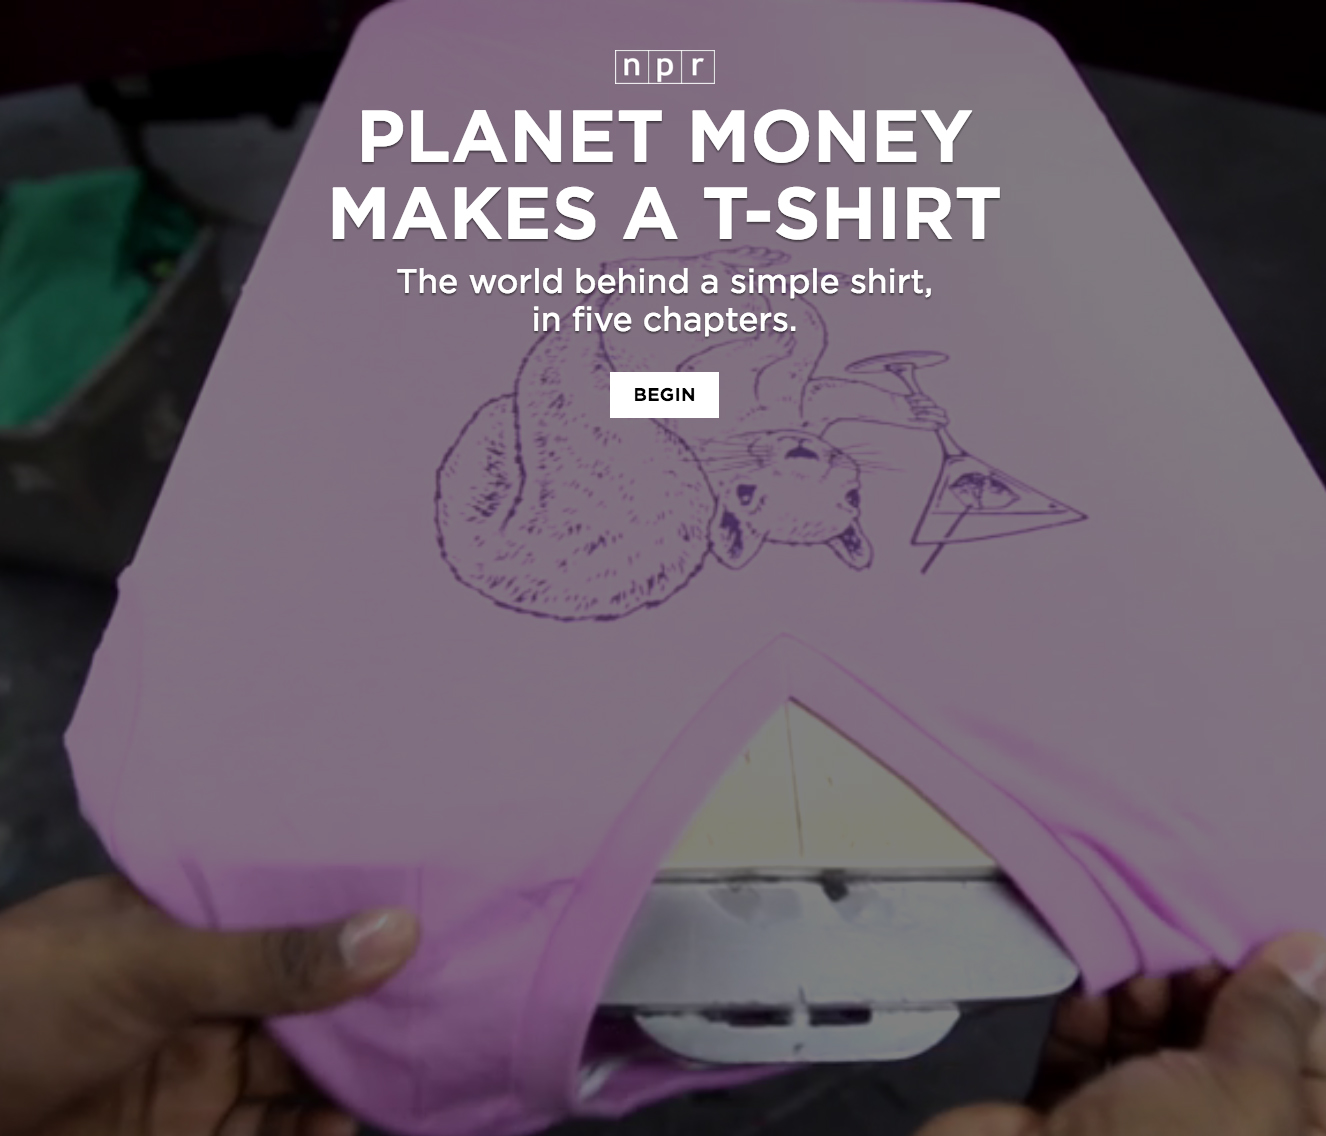 npr
PLANET MONEY
MAKES A T-SHIRT
The world behind a simple shirt,
in five chapters.
BEGIN